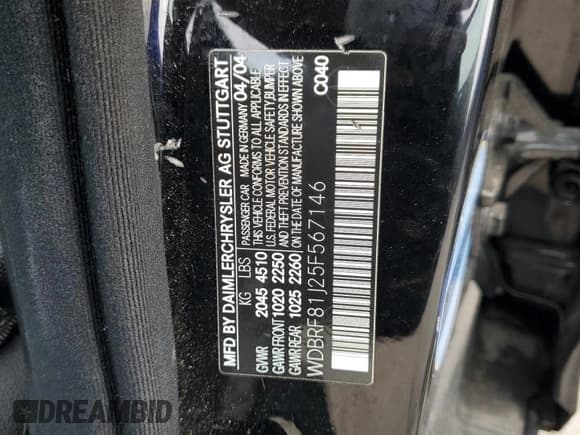 MFD BY DAIMLERCHRYSLER AG STUTTGART
PASSENGER CAR MADE IN GERMANY 04/04
KG LBS THIS VEHICLE CONFORMS TO ALL APPLICABLE
GVWR 2045 4510 U.S. FEDERAL MOTOR VEHICLE SAFETY, BUMPER
GAWR FRONT 1020 2250 AND THEFT PREVENTION STANDARDS IN EFFECT
GAWR REAR 1025 2260 ON THE DATE OF MANUFACTURE SHOWN ABOVE
WDBRF81J25F567146 C040
DREAMBID